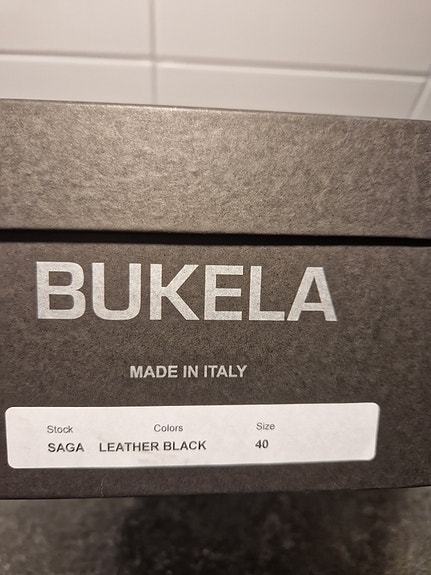 BUKELA
MADE IN ITALY
Stock Colors Size
SAGA LEATHER BLACK 40